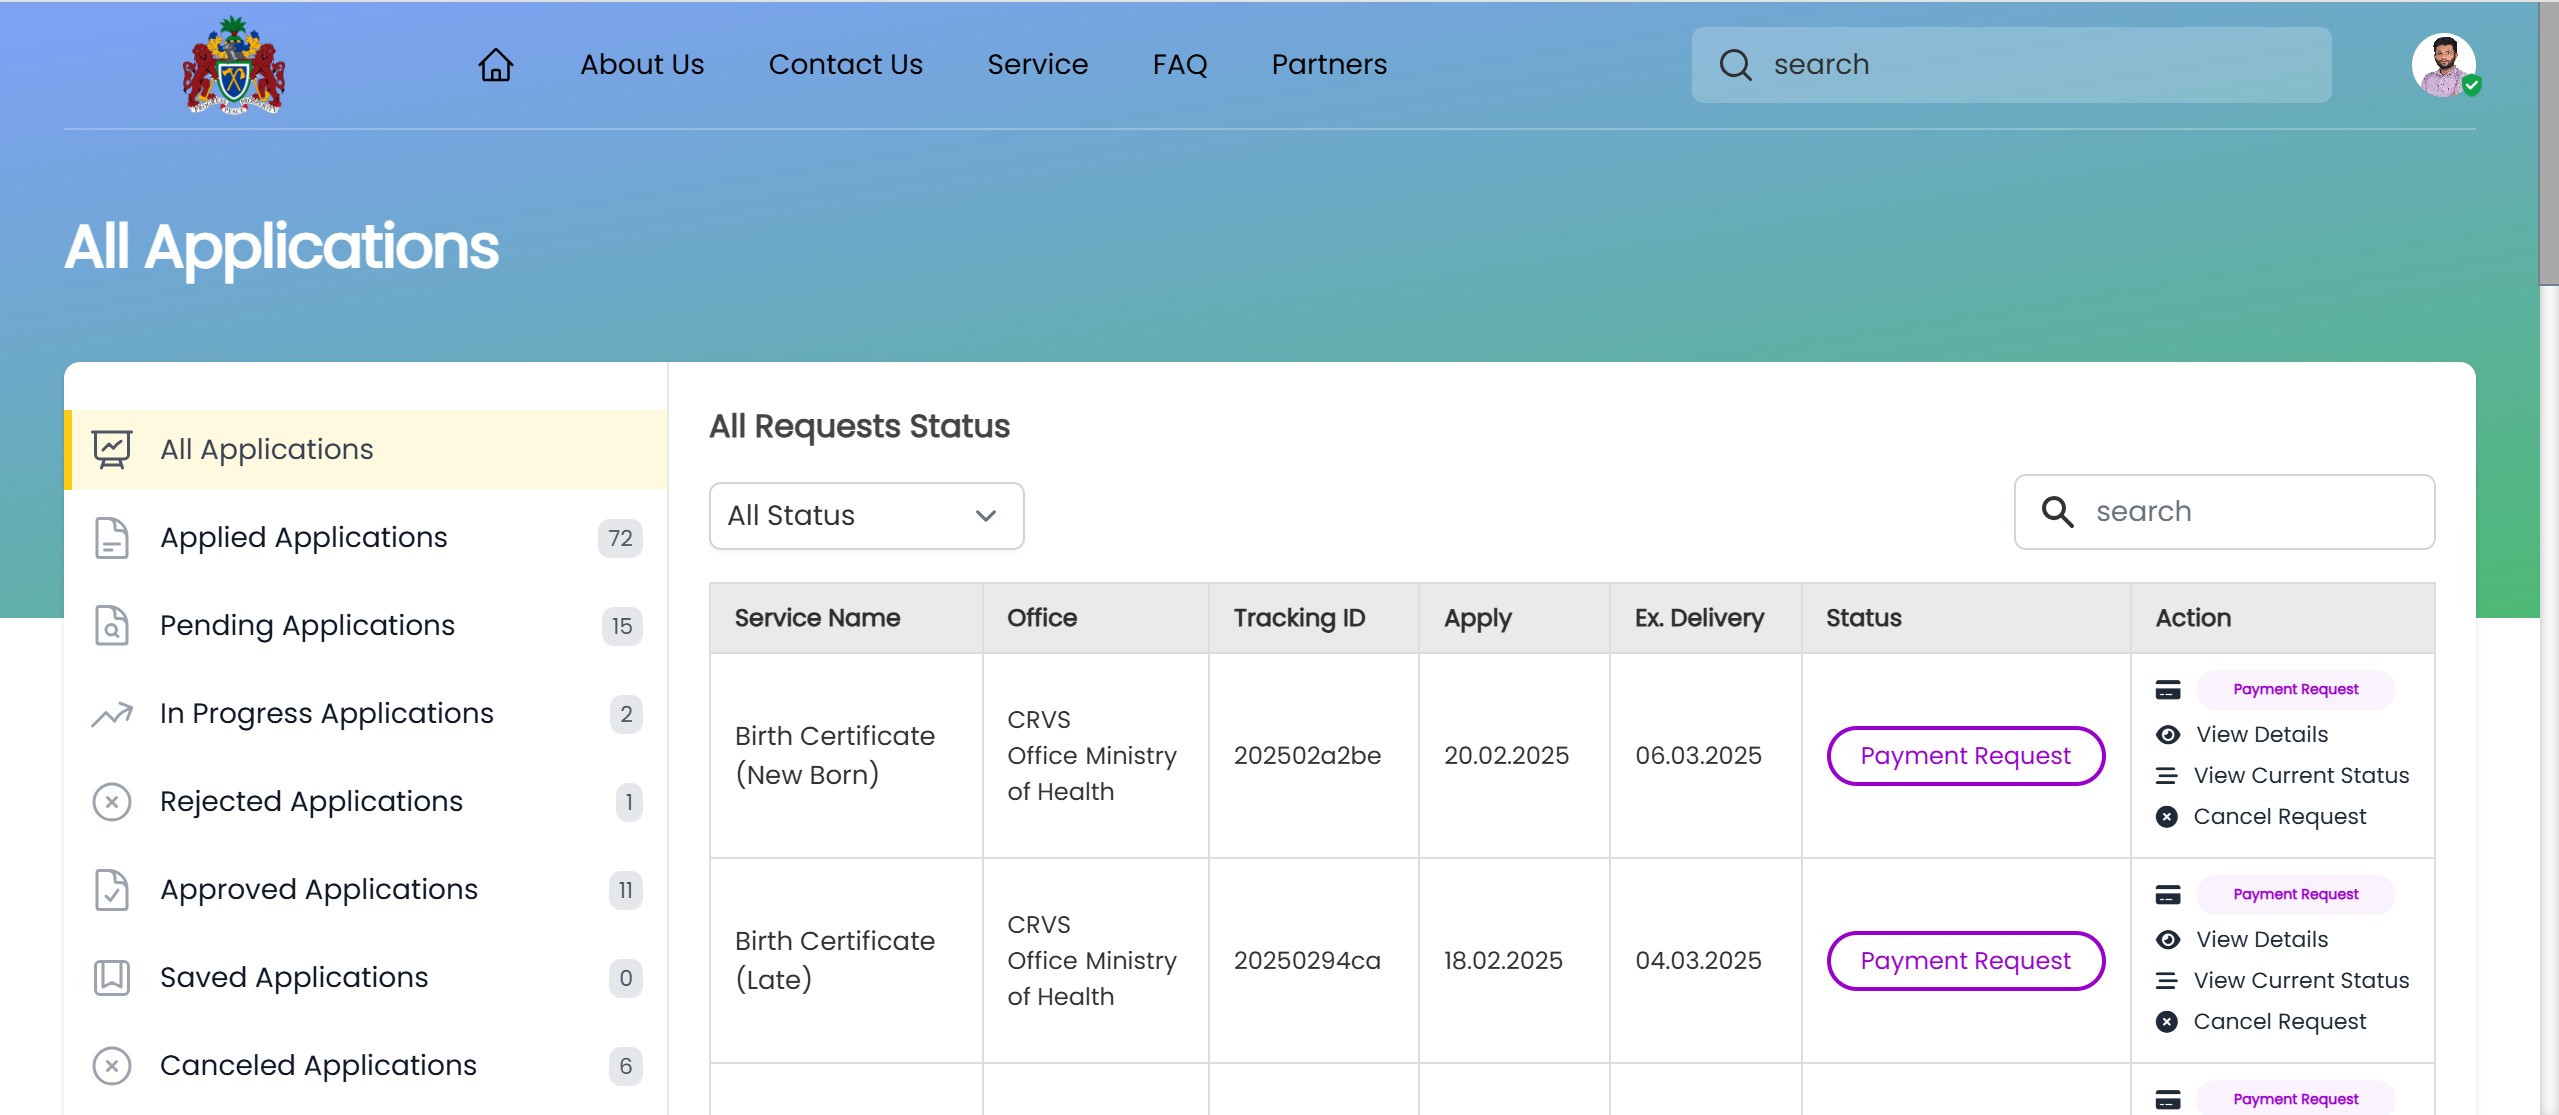 About Us
Contact Us
Service
FAQ
Partners
search
All Applications
All Applications
Applied Applications
72
Pending Applications
15
In Progress Applications
2
Rejected Applications
1
Approved Applications
11
Saved Applications
0
Canceled Applications
6
All Requests Status
All Status
search
Service Name
Office
Tracking ID
Apply
Ex. Delivery
Status
Action
Birth Certificate
(New Born)
CRVS
Office Ministry
of Health
202502a2be
20.02.2025
06.03.2025
Payment Request
Payment Request
View Details
View Current Status
Cancel Request
Birth Certificate
(Late)
CRVS
Office Ministry
of Health
20250294ca
18.02.2025
04.03.2025
Payment Request
Payment Request
View Details
View Current Status
Cancel Request
Payment Request